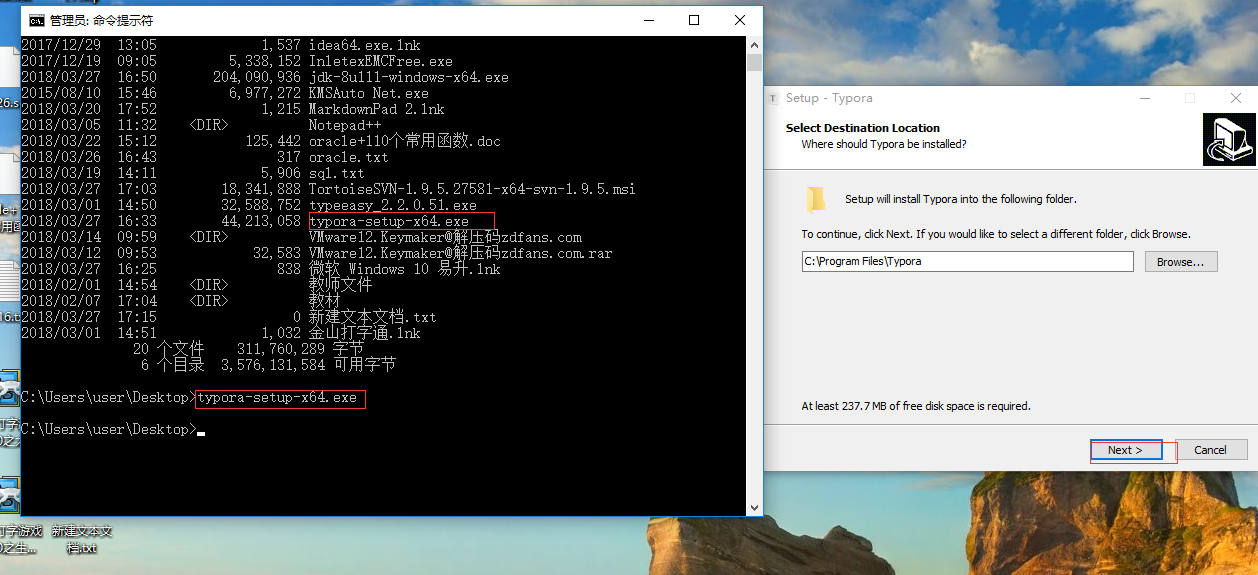 管理员: 命令提示符
2017/12/29  13:05             1,537 idea64.exe.lnk
2017/12/19  09:05         5,338,152 InletexEMCFree.exe
2018/03/27  16:50       204,090,936 jdk-8u111-windows-x64.exe
2015/08/10  15:46         6,977,272 KMSAuto Net.exe
2018/03/20  17:52             1,215 MarkdownPad 2.lnk
2018/03/05  11:32    <DIR>          Notepad++
2018/03/22  15:12           125,442 oracle+110个常用函数.doc
2018/03/26  16:43               317 oracle.txt
2018/03/19  14:11             5,906 sql.txt
2018/03/27  17:03        18,341,888 TortoiseSVN-1.9.5.27581-x64-svn-1.9.5.msi
2018/03/01  14:50        32,588,752 typeeasy_2.2.0.51.exe
2018/03/27  16:33        44,213,058 typora-setup-x64.exe
2018/03/14  09:59    <DIR>          VMware12.Keymaker@解压码zdfans.com
2018/03/12  09:53            32,583 VMware12.Keymaker@解压码zdfans.com.rar
2018/03/27  16:25               838 微软 Windows 10 易升.lnk
2018/02/01  14:54    <DIR>          教师文件
2018/02/07  17:04    <DIR>          教材
2018/03/27  17:15                 0 新建文本文档.txt
2018/03/01  14:51             1,032 金山打字通.lnk
20 个文件    311,760,289 字节
6 个目录  3,576,131,584 可用字节
C:\Users\user\Desktop>typora-setup-x64.exe
C:\Users\user\Desktop>
Setup - Typora
Select Destination Location
Where should Typora be installed?
Setup will install Typora into the following folder.
To continue, click Next. If you would like to select a different folder, click Browse.
C:\Program Files\Typora
Browse...
At least 237.7 MB of free disk space is required.
Next >
Cancel
26.s
用函
16.t
打字游戏
之生...
新建文本文
档.txt